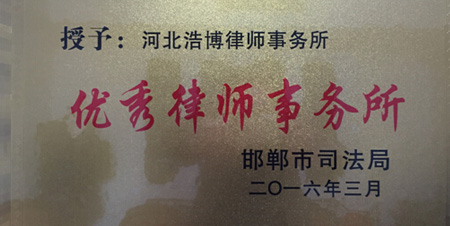 授予：河北浩博律师事务所
优秀律师事务所
邯郸市司法局
二〇一六年三月